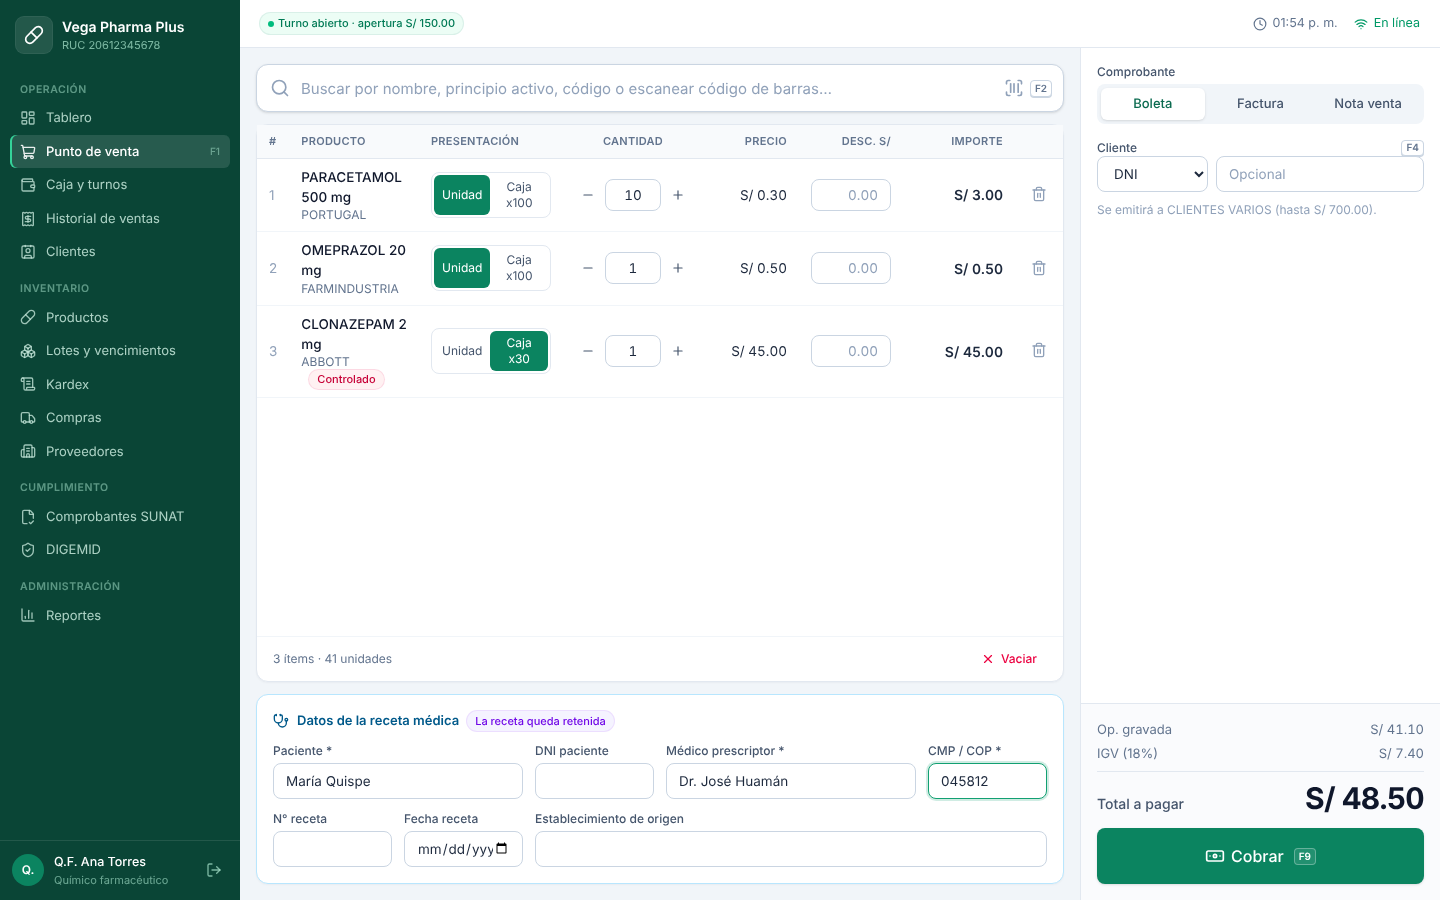 Vega Pharma Plus
RUC 20612345678
OPERACIÓN
Tablero
Punto de venta F1
Caja y turnos
Historial de ventas
Clientes
INVENTARIO
Productos
Lotes y vencimientos
Kardex
Compras
Proveedores
CUMPLIMIENTO
Comprobantes SUNAT
DIGEMID
ADMINISTRACIÓN
Reportes
Q.
Q.F. Ana Torres
Químico farmacéutico
Turno abierto · apertura S/ 150.00
01:54 p. m.
En línea
Buscar por nombre, principio activo, código o escanear código de barras...
F2
# PRODUCTO PRESENTACIÓN CANTIDAD PRECIO DESC. S/ IMPORTE
1 PARACETAMOL 500 mg PORTUGAL Unidad Caja x100 − 10 + S/ 0.30 0.00 S/ 3.00
2 OMEPRAZOL 20 mg FARMINDUSTRIA Unidad Caja x100 − 1 + S/ 0.50 0.00 S/ 0.50
3 CLONAZEPAM 2 mg ABBOTT Controlado Unidad Caja x30 − 1 + S/ 45.00 0.00 S/ 45.00
3 ítems · 41 unidades
Vaciar
Datos de la receta médica La receta queda retenida
Paciente * DNI paciente Médico prescriptor * CMP / COP *
María Quispe Dr. José Huamán 045812
N° receta Fecha receta Establecimiento de origen
mm/dd/yyy
Comprobante
Boleta Factura Nota venta
Cliente F4
DNI Opcional
Se emitirá a CLIENTES VARIOS (hasta S/ 700.00).
Op. gravada S/ 41.10
IGV (18%) S/ 7.40
Total a pagar S/ 48.50
Cobrar F9